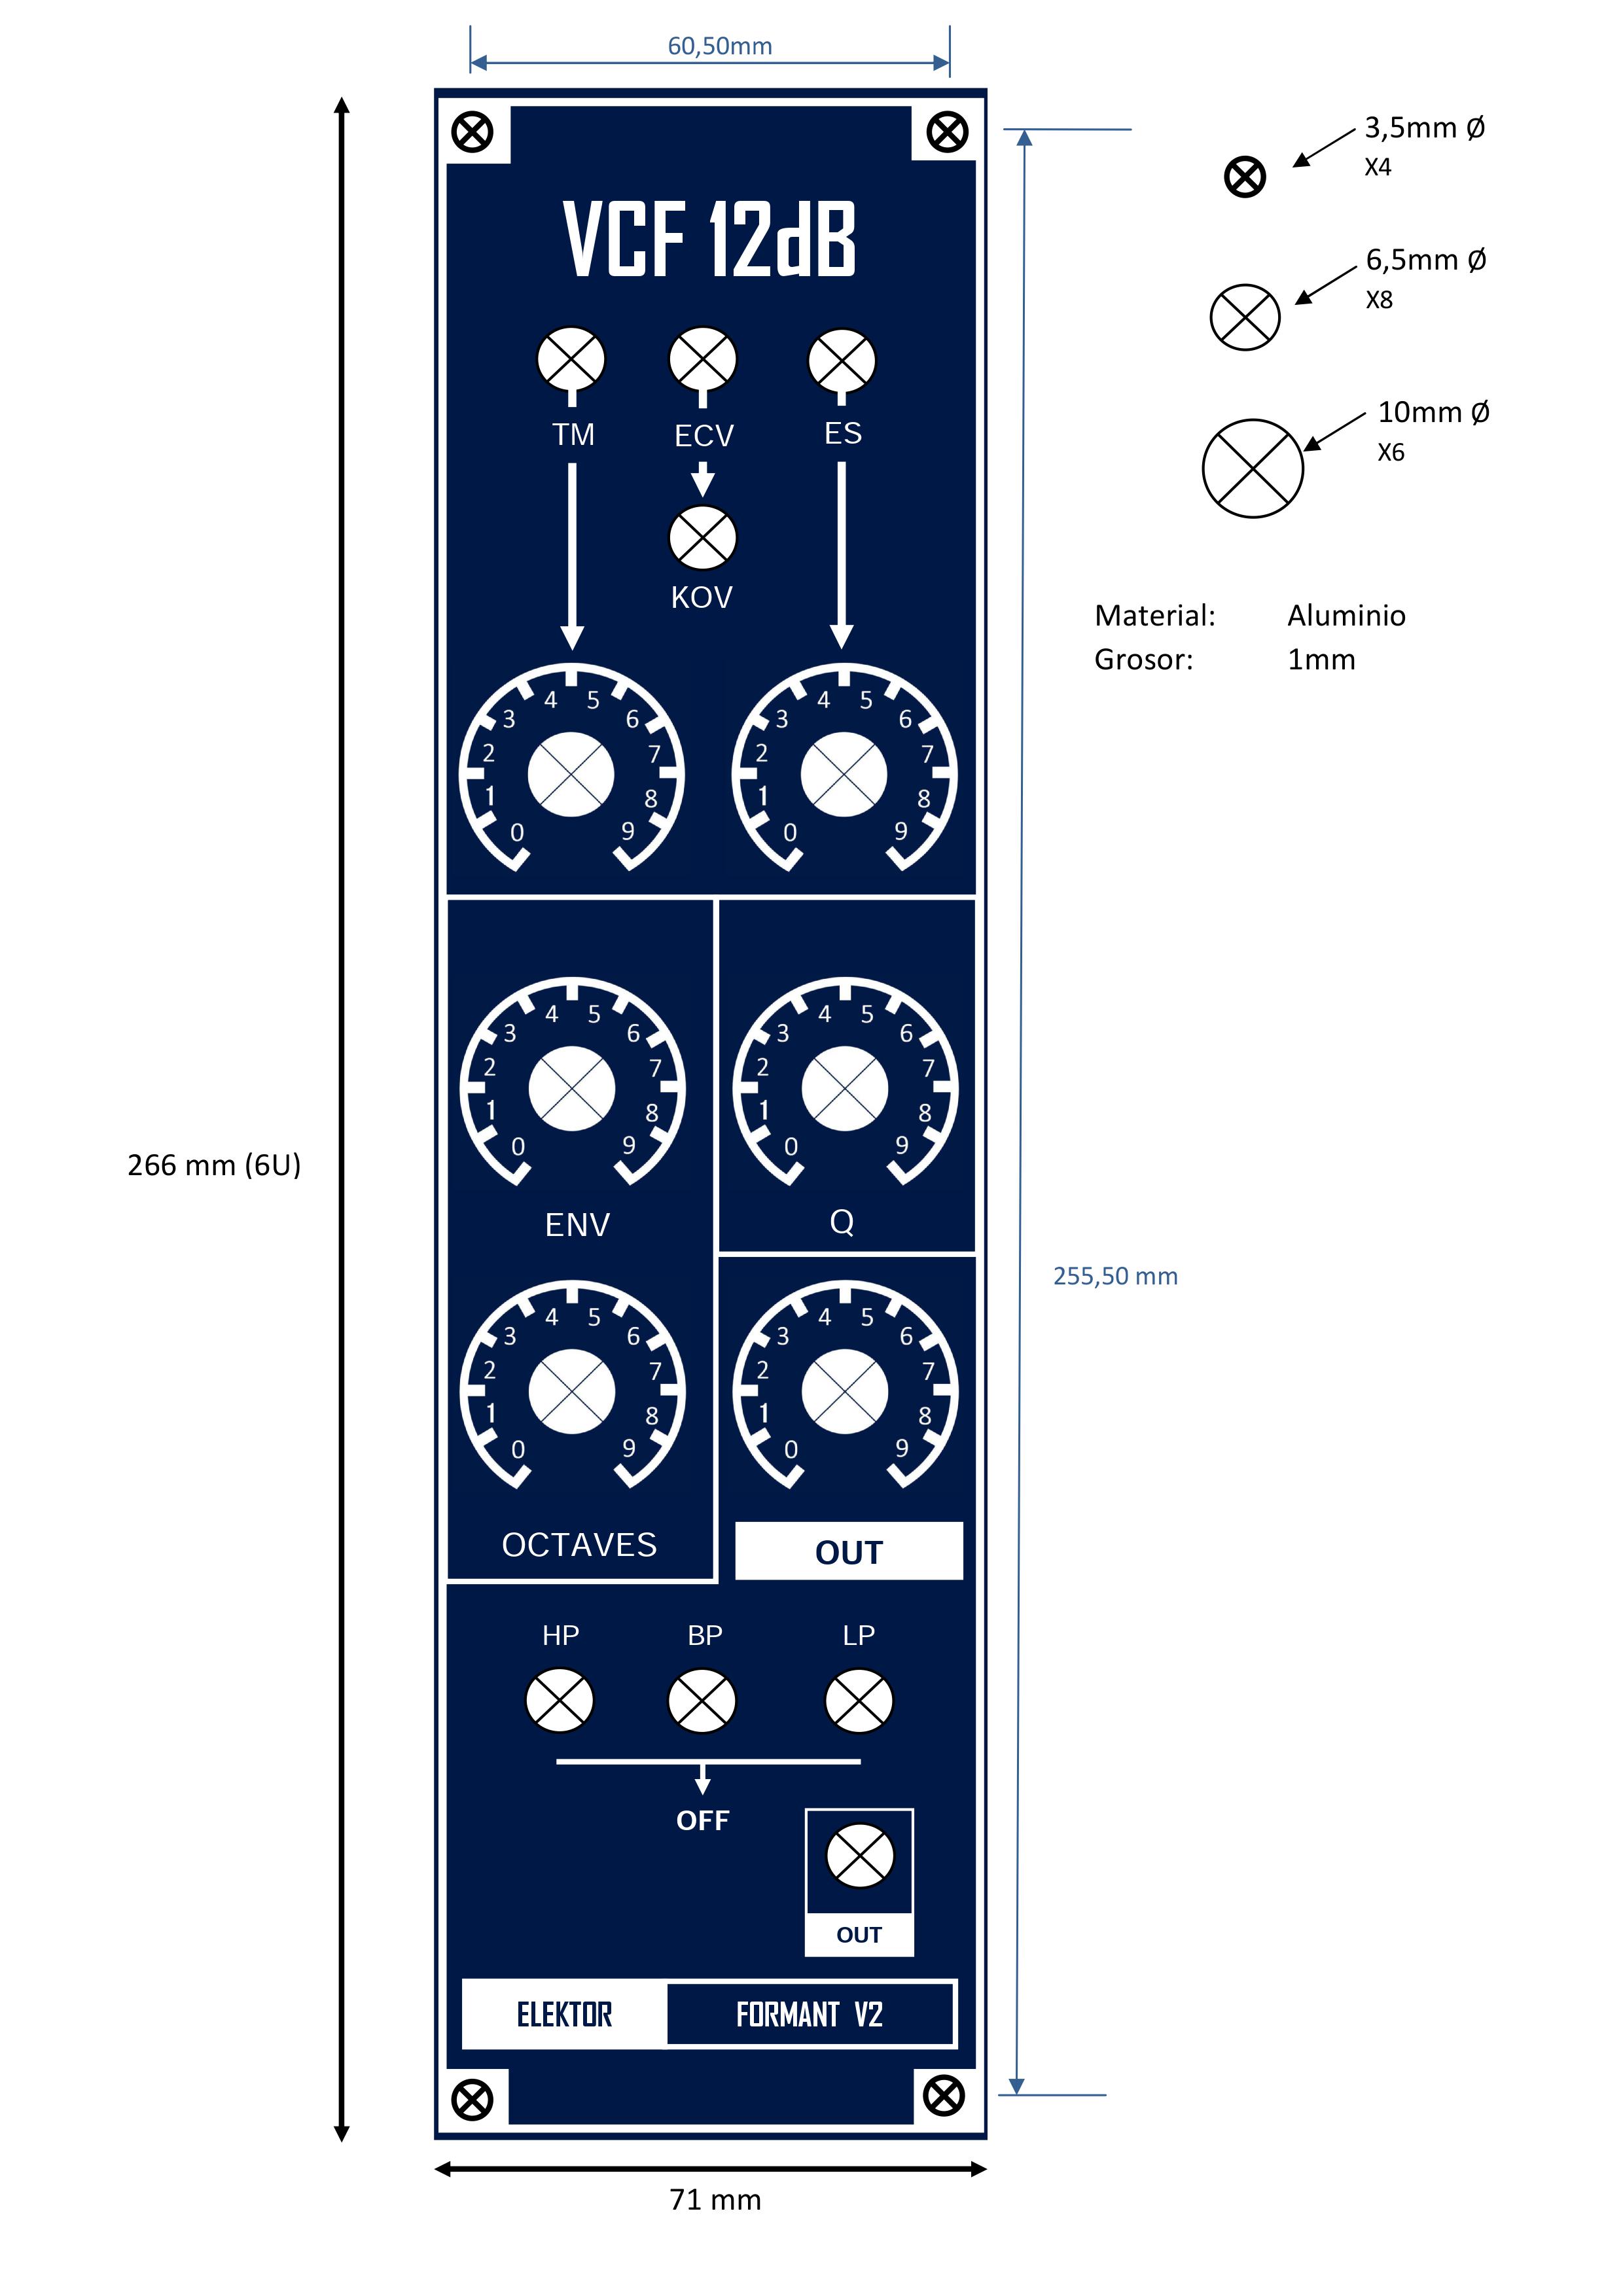 60,50mm
3,5mm Ø
X4
VCF 12dB
6,5mm Ø
X8
10mm Ø
X6
TM ECV ES
KOV
Material: Aluminio
Grosor: 1mm
0 1 2 3 4 5 6 7 8 9
0 1 2 3 4 5 6 7 8 9
0 1 2 3 4 5 6 7 8 9
0 1 2 3 4 5 6 7 8 9
266 mm (6U)
ENV
Q
255,50 mm
0 1 2 3 4 5 6 7 8 9
0 1 2 3 4 5 6 7 8 9
OCTAVES
OUT
HP BP LP
OFF
OUT
ELEKTOR FORMANT V2
71 mm